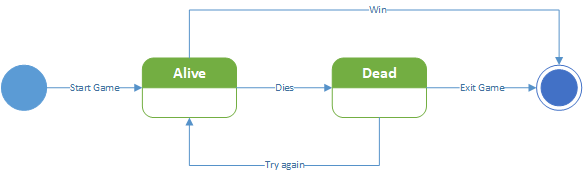 Win
Alive
Dead
Start Game
Dies
Exit Game
Try again